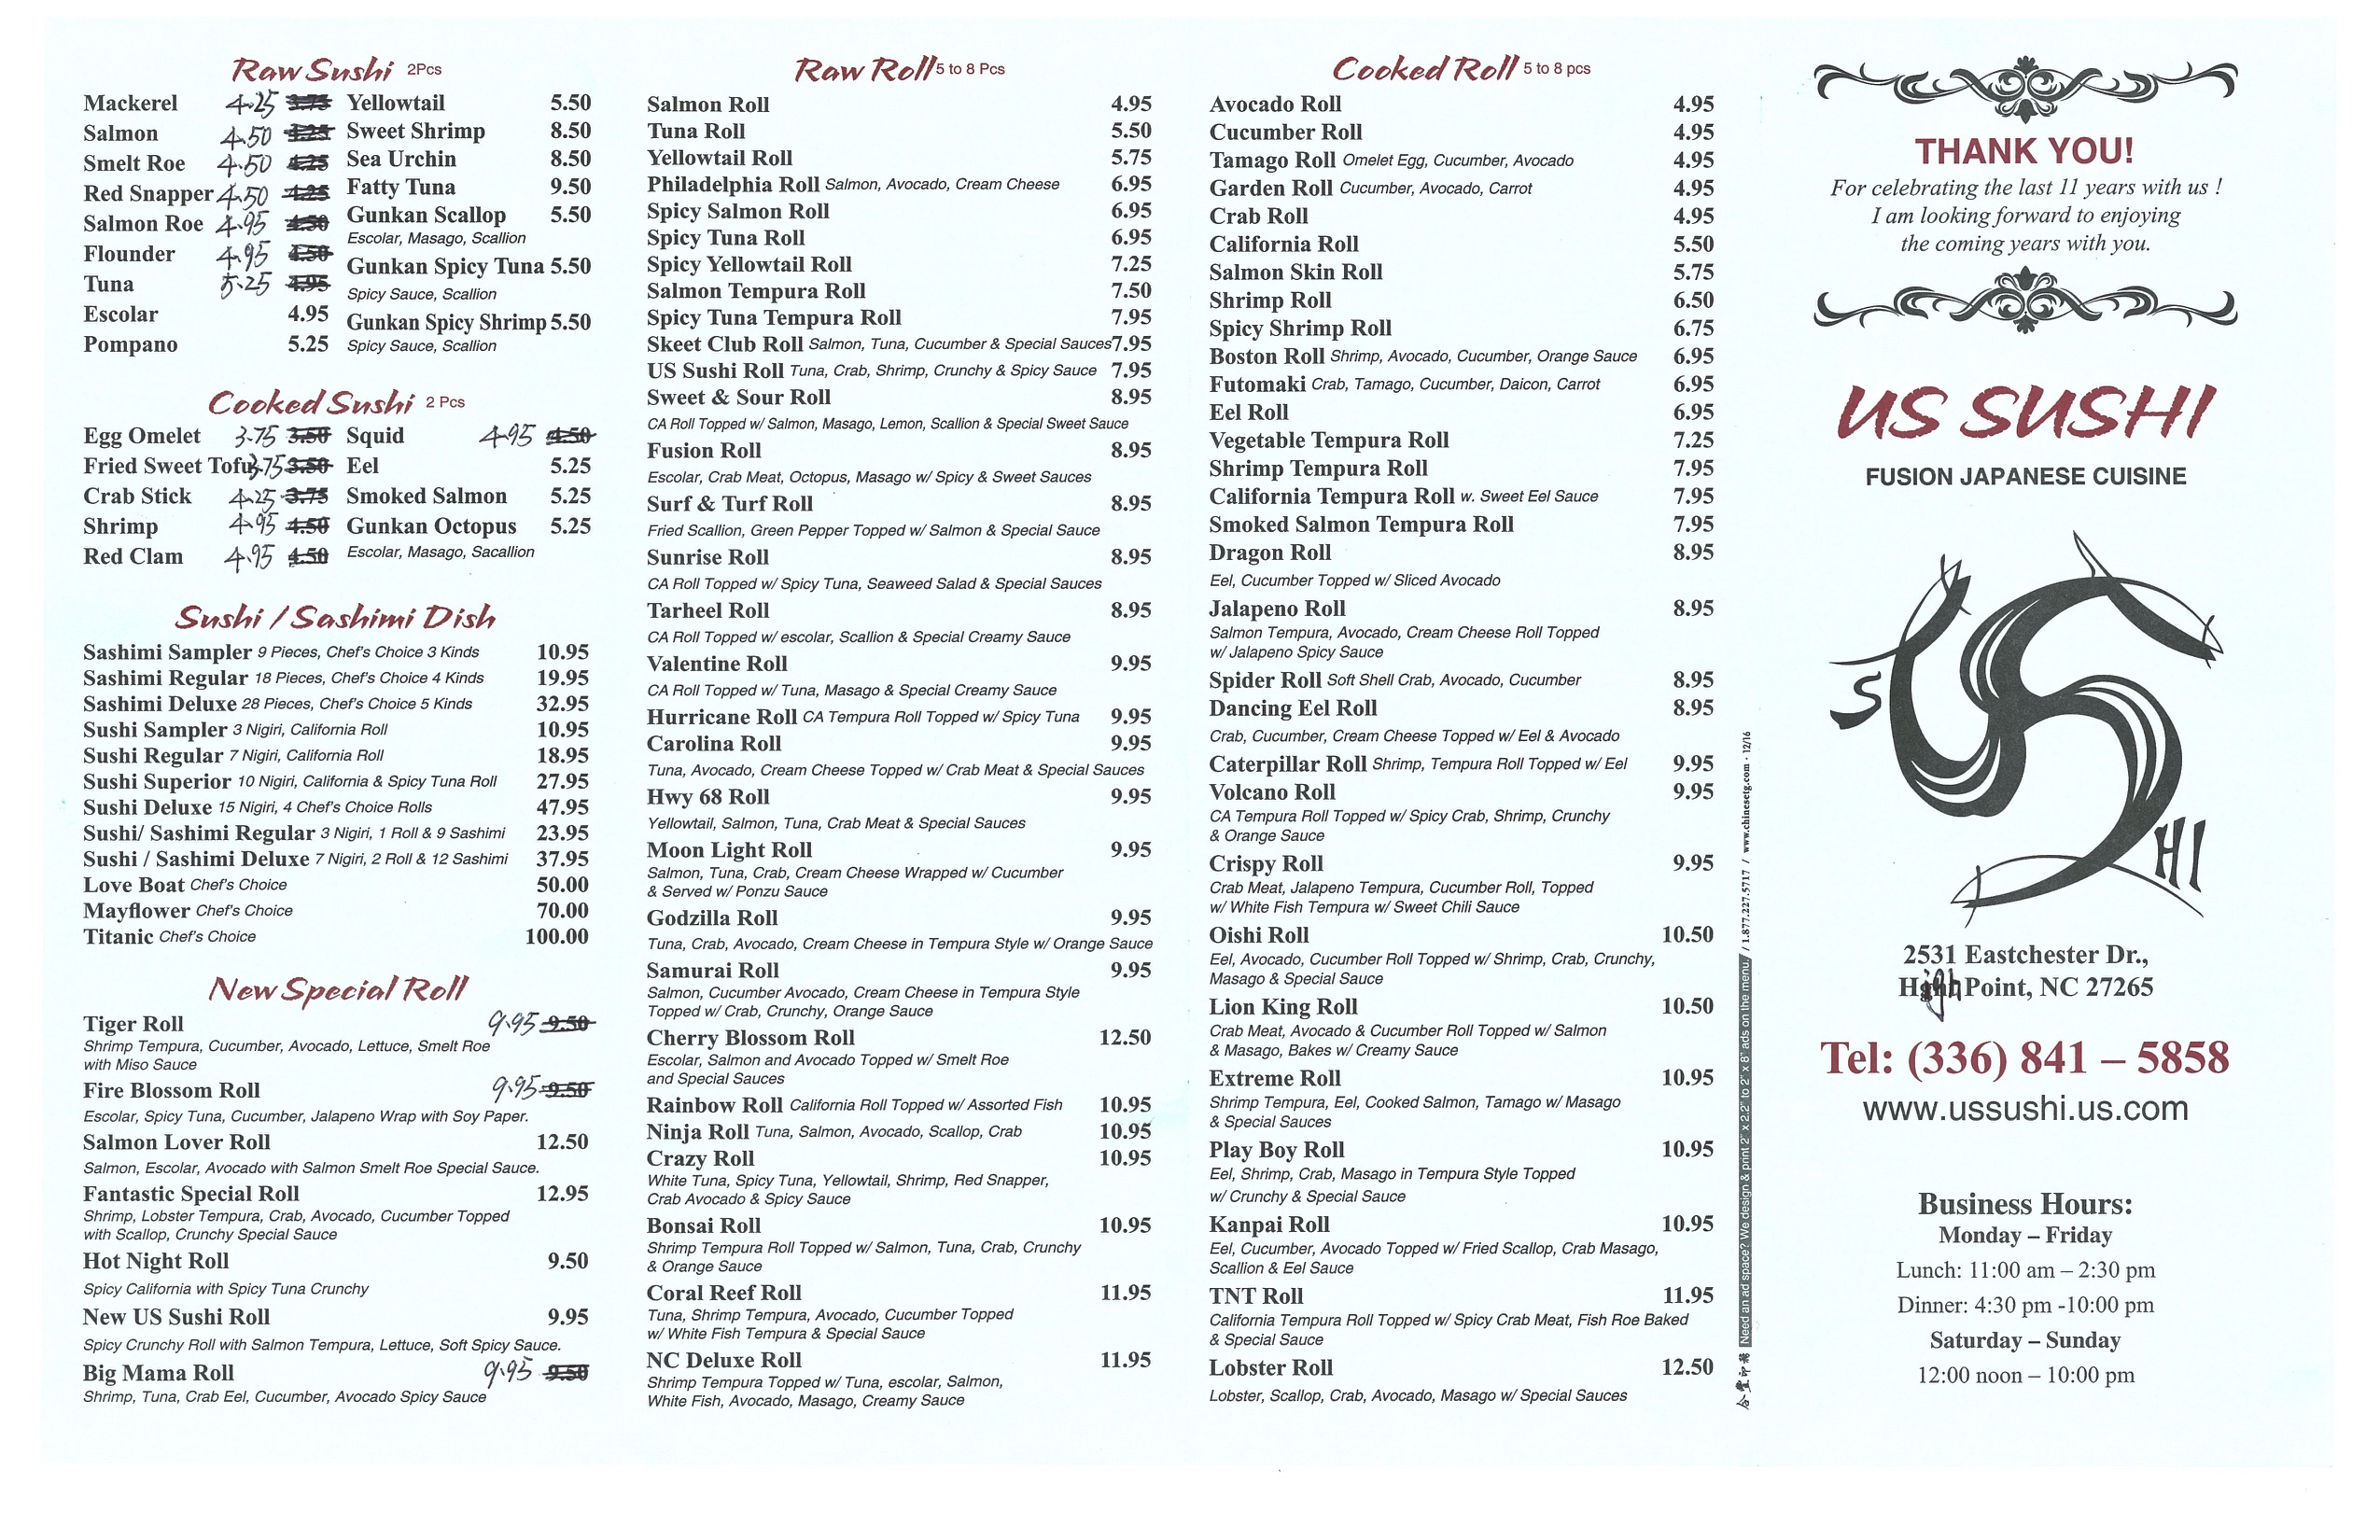 Raw Sushi 2Pcs
Mackerel 4.25 3.75
Salmon 4.50 4.25
Smelt Roe 4.50 4.25
Red Snapper 4.50 4.25
Salmon Roe 4.95 4.50
Flounder 4.95 4.50
Tuna 5.25 4.95
Escolar 4.95
Pompano 5.25
Yellowtail 5.50
Sweet Shrimp 8.50
Sea Urchin 8.50
Fatty Tuna 9.50
Gunkan Scallop 5.50
Escolar, Masago, Scallion
Gunkan Spicy Tuna 5.50
Spicy Sauce, Scallion
Gunkan Spicy Shrimp 5.50
Spicy Sauce, Scallion
Cooked Sushi 2 Pcs
Egg Omelet 3.75 3.50
Fried Sweet Tofu 3.75 3.50
Crab Stick 4.25 3.75
Shrimp 4.95 4.50
Red Clam 4.95 4.50
Squid 4.95 4.50
Eel 5.25
Smoked Salmon 5.25
Gunkan Octopus 5.25
Escolar, Masago, Sacallion
Sushi / Sashimi Dish
Sashimi Sampler 9 Pieces, Chef's Choice 3 Kinds 10.95
Sashimi Regular 18 Pieces, Chef's Choice 4 Kinds 19.95
Sashimi Deluxe 28 Pieces, Chef's Choice 5 Kinds 32.95
Sushi Sampler 3 Nigiri, California Roll 10.95
Sushi Regular 7 Nigiri, California Roll 18.95
Sushi Superior 10 Nigiri, California & Spicy Tuna Roll 27.95
Sushi Deluxe 15 Nigiri, 4 Chef's Choice Rolls 47.95
Sushi/ Sashimi Regular 3 Nigiri, 1 Roll & 9 Sashimi 23.95
Sushi / Sashimi Deluxe 7 Nigiri, 2 Roll & 12 Sashimi 37.95
Love Boat Chef's Choice 50.00
Mayflower Chef's Choice 70.00
Titanic Chef's Choice 100.00
New Special Roll
Tiger Roll 9.95 9.50
Shrimp Tempura, Cucumber, Avocado, Lettuce, Smelt Roe
with Miso Sauce
Fire Blossom Roll 9.95 9.50
Escolar, Spicy Tuna, Cucumber, Jalapeno Wrap with Soy Paper.
Salmon Lover Roll 12.50
Salmon, Escolar, Avocado with Salmon Smelt Roe Special Sauce.
Fantastic Special Roll 12.95
Shrimp, Lobster Tempura, Crab, Avocado, Cucumber Topped
with Scallop, Crunchy Special Sauce
Hot Night Roll 9.50
Spicy California with Spicy Tuna Crunchy
New US Sushi Roll 9.95
Spicy Crunchy Roll with Salmon Tempura, Lettuce, Soft Spicy Sauce.
Big Mama Roll 9.95 9.50
Shrimp, Tuna, Crab Eel, Cucumber, Avocado Spicy Sauce
Raw Roll 5 to 8 Pcs
Salmon Roll 4.95
Tuna Roll 5.50
Yellowtail Roll 5.75
Philadelphia Roll Salmon, Avocado, Cream Cheese 6.95
Spicy Salmon Roll 6.95
Spicy Tuna Roll 6.95
Spicy Yellowtail Roll 7.25
Salmon Tempura Roll 7.50
Spicy Tuna Tempura Roll 7.95
Skeet Club Roll Salmon, Tuna, Cucumber & Special Sauces 7.95
US Sushi Roll Tuna, Crab, Shrimp, Crunchy & Spicy Sauce 7.95
Sweet & Sour Roll 8.95
CA Roll Topped w/ Salmon, Masago, Lemon, Scallion & Special Sweet Sauce
Fusion Roll 8.95
Escolar, Crab Meat, Octopus, Masago w/ Spicy & Sweet Sauces
Surf & Turf Roll 8.95
Fried Scallion, Green Pepper Topped w/ Salmon & Special Sauce
Sunrise Roll 8.95
CA Roll Topped w/ Spicy Tuna, Seaweed Salad & Special Sauces
Tarheel Roll 8.95
CA Roll Topped w/ escolar, Scallion & Special Creamy Sauce
Valentine Roll 9.95
CA Roll Topped w/ Tuna, Masago & Special Creamy Sauce
Hurricane Roll CA Tempura Roll Topped w/ Spicy Tuna 9.95
Carolina Roll 9.95
Tuna, Avocado, Cream Cheese Topped w/ Crab Meat & Special Sauces
Hwy 68 Roll 9.95
Yellowtail, Salmon, Tuna, Crab Meat & Special Sauces
Moon Light Roll 9.95
Salmon, Tuna, Crab, Cream Cheese Wrapped w/ Cucumber
& Served w/ Ponzu Sauce
Godzilla Roll 9.95
Tuna, Crab, Avocado, Cream Cheese in Tempura Style w/ Orange Sauce
Samurai Roll 9.95
Salmon, Cucumber Avocado, Cream Cheese in Tempura Style
Topped w/ Crab, Crunchy, Orange Sauce
Cherry Blossom Roll 12.50
Escolar, Salmon and Avocado Topped w/ Smelt Roe
and Special Sauces
Rainbow Roll California Roll Topped w/ Assorted Fish 10.95
Ninja Roll Tuna, Salmon, Avocado, Scallop, Crab 10.95
Crazy Roll 10.95
White Tuna, Spicy Tuna, Yellowtail, Shrimp, Red Snapper,
Crab Avocado & Spicy Sauce
Bonsai Roll 10.95
Shrimp Tempura Roll Topped w/ Salmon, Tuna, Crab, Crunchy
& Orange Sauce
Coral Reef Roll 11.95
Tuna, Shrimp Tempura, Avocado, Cucumber Topped
w/ White Fish Tempura & Special Sauce
NC Deluxe Roll 11.95
Shrimp Tempura Topped w/ Tuna, escolar, Salmon,
White Fish, Avocado, Masago, Creamy Sauce
Cooked Roll 5 to 8 pcs
Avocado Roll 4.95
Cucumber Roll 4.95
Tamago Roll Omelet Egg, Cucumber, Avocado 4.95
Garden Roll Cucumber, Avocado, Carrot 4.95
Crab Roll 4.95
California Roll 5.50
Salmon Skin Roll 5.75
Shrimp Roll 6.50
Spicy Shrimp Roll 6.75
Boston Roll Shrimp, Avocado, Cucumber, Orange Sauce 6.95
Futomaki Crab, Tamago, Cucumber, Daicon, Carrot 6.95
Eel Roll 6.95
Vegetable Tempura Roll 7.25
Shrimp Tempura Roll 7.95
California Tempura Roll w. Sweet Eel Sauce 7.95
Smoked Salmon Tempura Roll 7.95
Dragon Roll 8.95
Eel, Cucumber Topped w/ Sliced Avocado
Jalapeno Roll 8.95
Salmon Tempura, Avocado, Cream Cheese Roll Topped
w/ Jalapeno Spicy Sauce
Spider Roll Soft Shell Crab, Avocado, Cucumber 8.95
Dancing Eel Roll 8.95
Crab, Cucumber, Cream Cheese Topped w/ Eel & Avocado
Caterpillar Roll Shrimp, Tempura Roll Topped w/ Eel 9.95
Volcano Roll 9.95
CA Tempura Roll Topped w/ Spicy Crab, Shrimp, Crunchy
& Orange Sauce
Crispy Roll 9.95
Crab Meat, Jalapeno Tempura, Cucumber Roll, Topped
w/ White Fish Tempura w/ Sweet Chili Sauce
Oishi Roll 10.50
Eel, Avocado, Cucumber Roll Topped w/ Shrimp, Crab, Crunchy,
Masago & Special Sauce
Lion King Roll 10.50
Crab Meat, Avocado & Cucumber Roll Topped w/ Salmon
& Masago, Bakes w/ Creamy Sauce
Extreme Roll 10.95
Shrimp Tempura, Eel, Cooked Salmon, Tamago w/ Masago
& Special Sauces
Play Boy Roll 10.95
Eel, Shrimp, Crab, Masago in Tempura Style Topped
w/ Crunchy & Special Sauce
Kanpai Roll 10.95
Eel, Cucumber, Avocado Topped w/ Fried Scallop, Crab Masago,
Scallion & Eel Sauce
TNT Roll 11.95
California Tempura Roll Topped w/ Spicy Crab Meat, Fish Roe Baked
& Special Sauce
Lobster Roll 12.50
Lobster, Scallop, Crab, Avocado, Masago w/ Special Sauces
Need an ad space? We design & print 2" x 2.2" to 2" x 8" ads on the menu. / 1.877.227.5717 / www.chinesetg.com · 12/16
THANK YOU!
For celebrating the last 11 years with us !
I am looking forward to enjoying
the coming years with you.
US SUSHI
FUSION JAPANESE CUISINE
S
HI
2531 Eastchester Dr.,
High Point, NC 27265
Tel: (336) 841 – 5858
www.ussushi.us.com
Business Hours:
Monday – Friday
Lunch: 11:00 am – 2:30 pm
Dinner: 4:30 pm -10:00 pm
Saturday – Sunday
12:00 noon – 10:00 pm